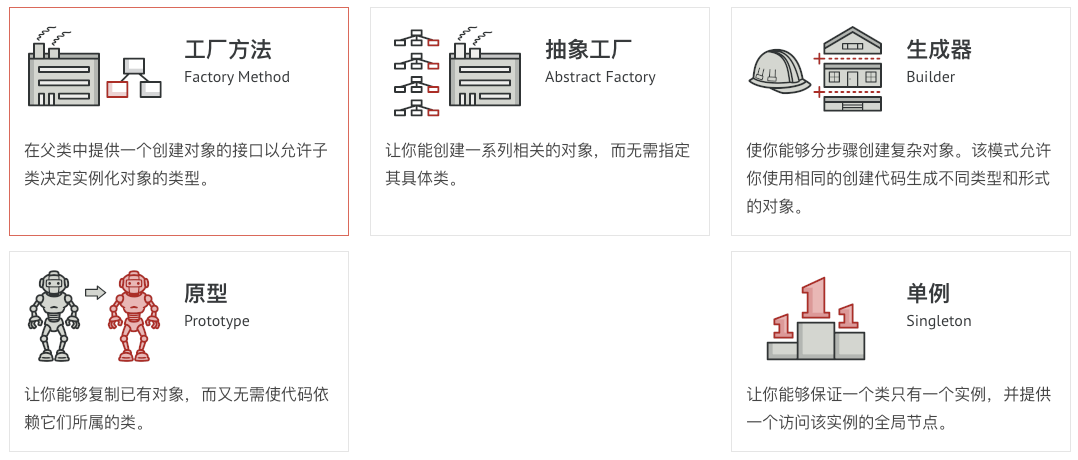 工厂方法
Factory Method
在父类中提供一个创建对象的接口以允许子
类决定实例化对象的类型。
抽象工厂
Abstract Factory
让你能创建一系列相关的对象，而无需指定
其具体类。
生成器
Builder
使你能够分步骤创建复杂对象。该模式允许
你使用相同的创建代码生成不同类型和形式
的对象。
原型
Prototype
让你能够复制已有对象，而又无需使代码依
赖它们所属的类。
1
1
1
单例
Singleton
让你能够保证一个类只有一个实例，并提供
一个访问该实例的全局节点。